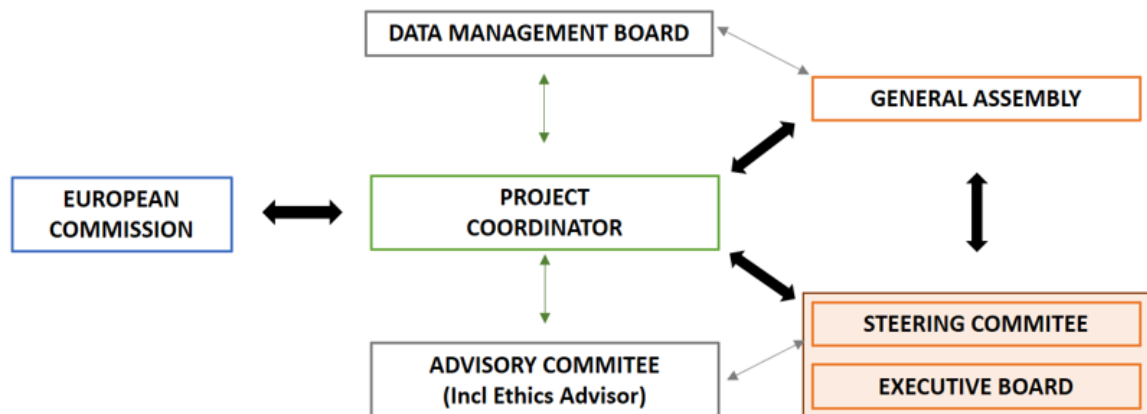 DATA MANAGEMENT BOARD
GENERAL ASSEMBLY
EUROPEAN
COMMISSION
PROJECT
COORDINATOR
STEERING COMMITEE
ADVISORY COMMITEE
(Incl Ethics Advisor)
EXECUTIVE BOARD